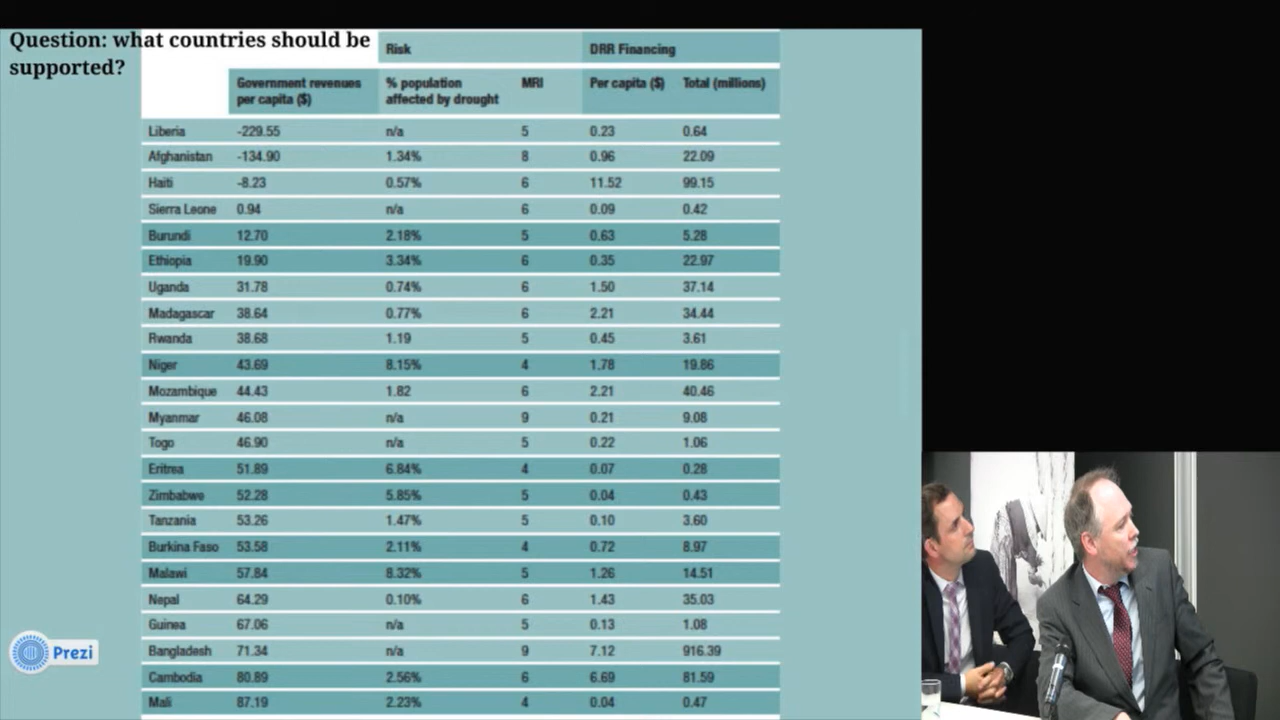 Question: what countries should be
supported?
Risk DRR Financing
Government revenues per capita ($) % population affected by drought MRI Per capita ($) Total (millions)
Liberia -229.55 n/a 5 0.23 0.64
Afghanistan -134.90 1.34% 8 0.96 22.09
Haiti -8.23 0.57% 6 11.52 99.15
Sierra Leone 0.94 n/a 6 0.09 0.42
Burundi 12.70 2.18% 5 0.63 5.28
Ethiopia 19.90 3.34% 6 0.35 22.97
Uganda 31.78 0.74% 6 1.50 37.14
Madagascar 38.64 0.77% 6 2.21 34.44
Rwanda 38.68 1.19 5 0.45 3.61
Niger 43.69 8.15% 4 1.78 19.86
Mozambique 44.43 1.82 6 2.21 40.46
Myanmar 46.08 n/a 9 0.21 9.08
Togo 46.90 n/a 5 0.22 1.06
Eritrea 51.89 6.84% 4 0.07 0.28
Zimbabwe 52.28 5.85% 5 0.04 0.43
Tanzania 53.26 1.47% 5 0.10 3.60
Burkina Faso 53.58 2.11% 4 0.72 8.97
Malawi 57.84 8.32% 5 1.26 14.51
Nepal 64.29 0.10% 6 1.43 35.03
Guinea 67.06 n/a 5 0.13 1.08
Bangladesh 71.34 n/a 9 7.12 916.39
Cambodia 80.89 2.56% 6 6.69 81.59
Mali 87.19 2.23% 4 0.04 0.47
Prezi